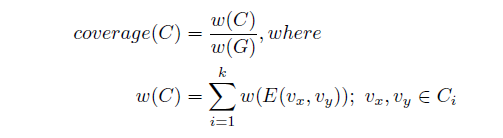 coverage(C) = w(C) / w(G), where
w(C) = ∑_{i=1}^{k} w(E(v_x, v_y)); v_x, v_y ∈ C_i